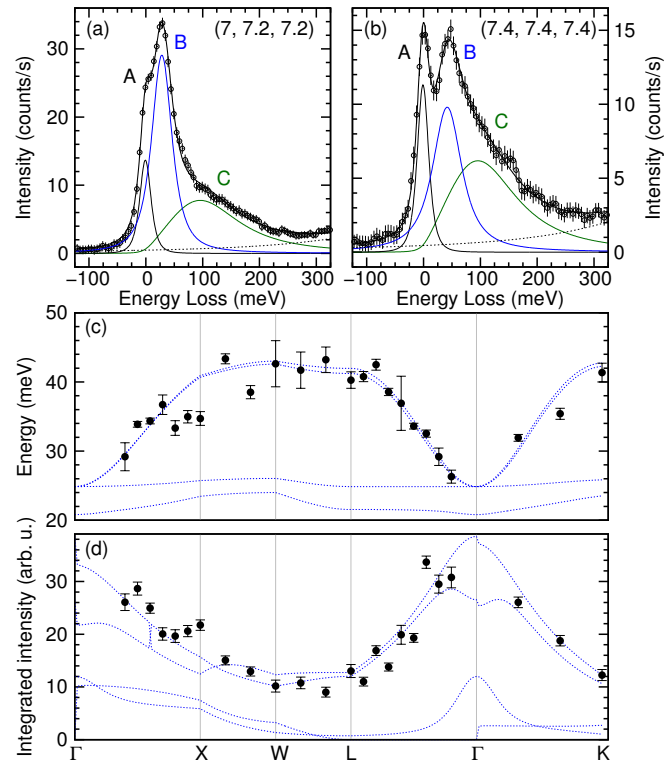 (a) (7, 7.2, 7.2)
(b) (7.4, 7.4, 7.4)
A B C
A B C
Intensity (counts/s)
0 10 20 30
Intensity (counts/s)
0 5 10 15
−100 0 100 200 300
−100 0 100 200 300
Energy Loss (meV)
Energy Loss (meV)
(c)
Energy (meV)
20 30 40 50
(d)
Integrated intensity (arb. u.)
0 10 20 30
Γ X W L Γ K